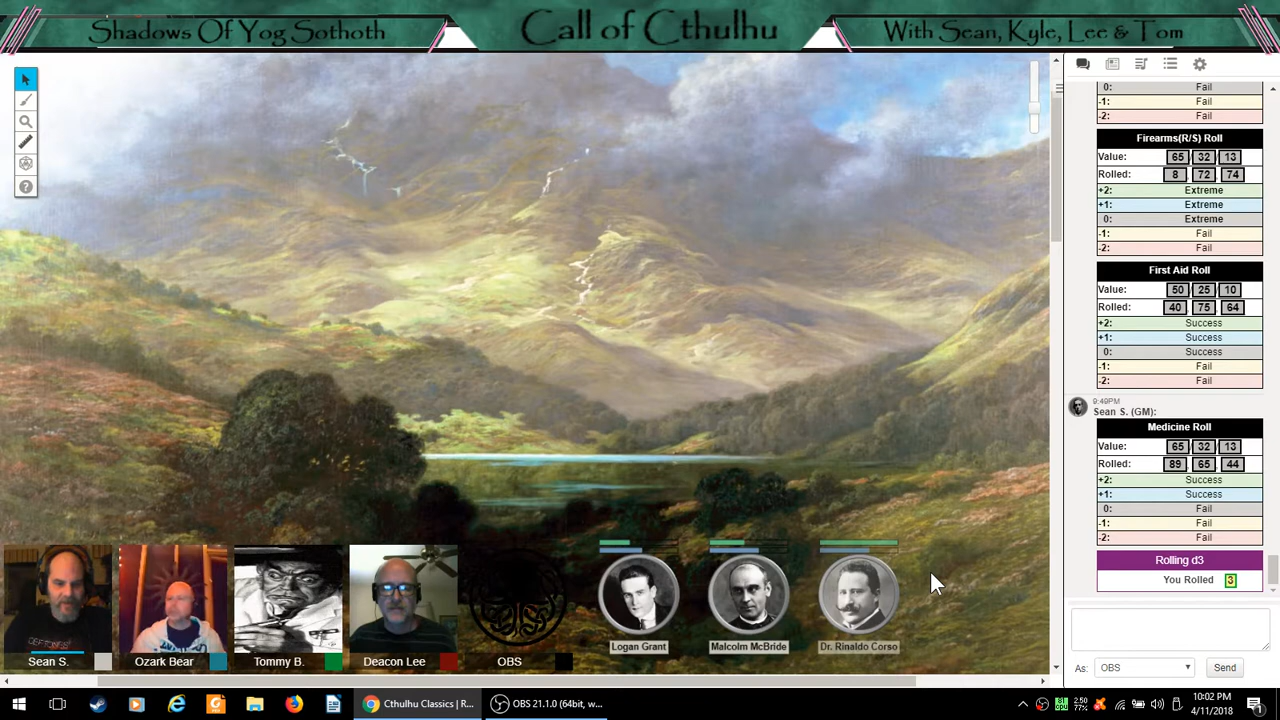 Shadows Of Yog Sothoth
Call of Cthulhu
With Sean, Kyle, Lee & Tom
0: Fail
-1: Fail
-2: Fail
Firearms(R/S) Roll
Value: 65 32 13
Rolled: 8 72 74
+2: Extreme
+1: Extreme
0: Extreme
-1: Fail
-2: Fail
First Aid Roll
Value: 50 25 10
Rolled: 40 75 64
+2: Success
+1: Success
0: Success
-1: Fail
-2: Fail
9:49PM
Sean S. (GM):
Medicine Roll
Value: 65 32 13
Rolled: 89 65 44
+2: Success
+1: Success
0: Fail
-1: Fail
-2: Fail
Rolling d3
You Rolled 3
DEFTONES
Logan Grant
Malcolm McBride
Dr. Rinaldo Corso
Sean S.
Ozark Bear
Tommy B.
Deacon Lee
OBS
As: OBS
Send
Cthulhu Classics | R...
OBS 21.1.0 (64bit, w...
2.50
77%
10:02 PM
4/11/2018